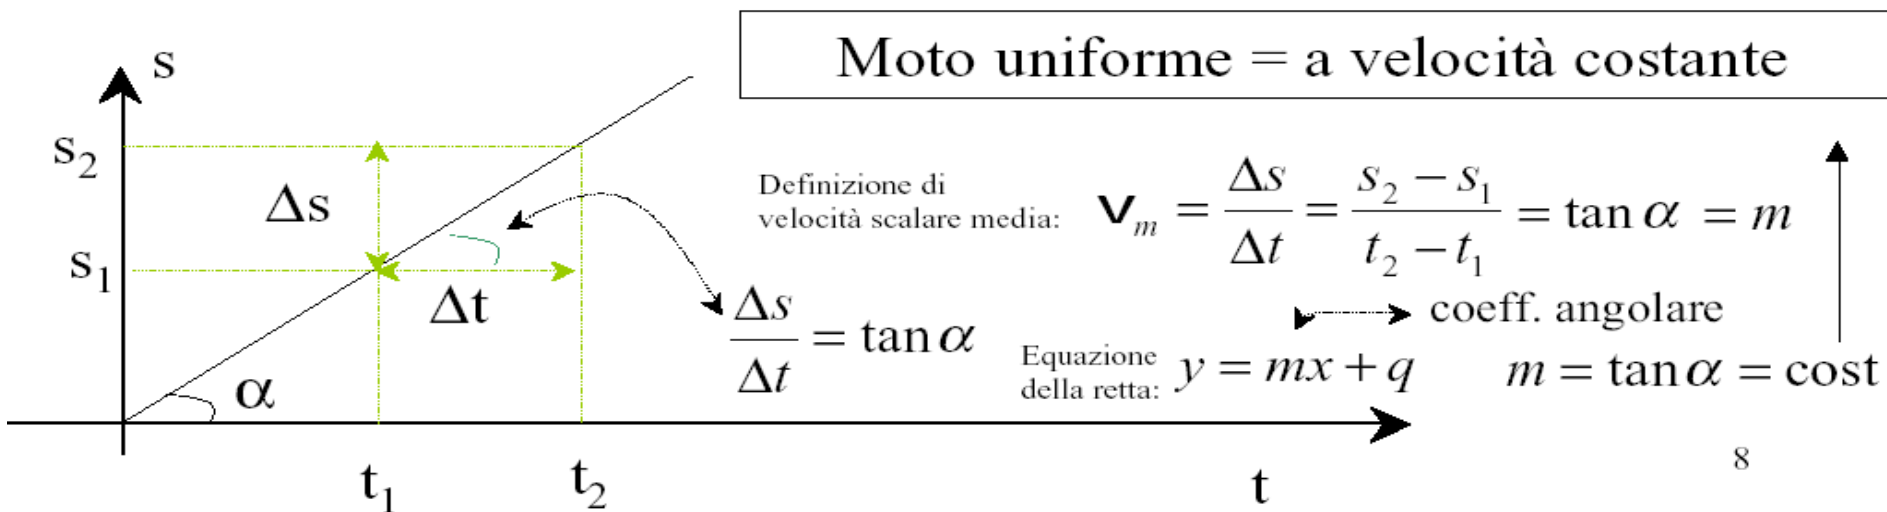 Moto uniforme = a velocità costante
s
s₂
Δs
s₁
Δt
α
t₁
t₂
t
Δs/Δt = tan α
Definizione di
velocità scalare media:
vₘ = Δs/Δt = (s₂ − s₁)/(t₂ − t₁) = tan α = m
coeff. angolare
Equazione
della retta:
y = mx + q
m = tan α = cost
8